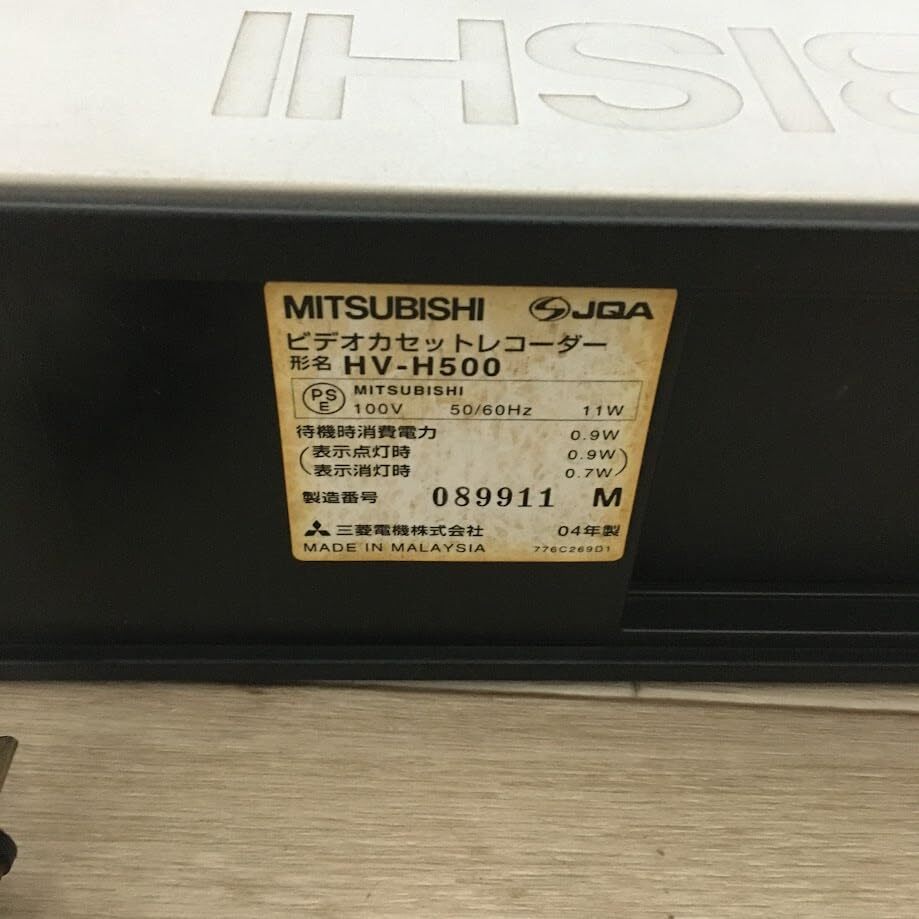 MITSUBISHI JQA
ビデオカセットレコーダー
形名 HV-H500
PSE MITSUBISHI
100V 50/60Hz 11W
待機時消費電力 0.9W
(表示点灯時 0.9W)
(表示消灯時 0.7W)
製造番号 089911 M
三菱電機株式会社 04年製
MADE IN MALAYSIA 776C269D1